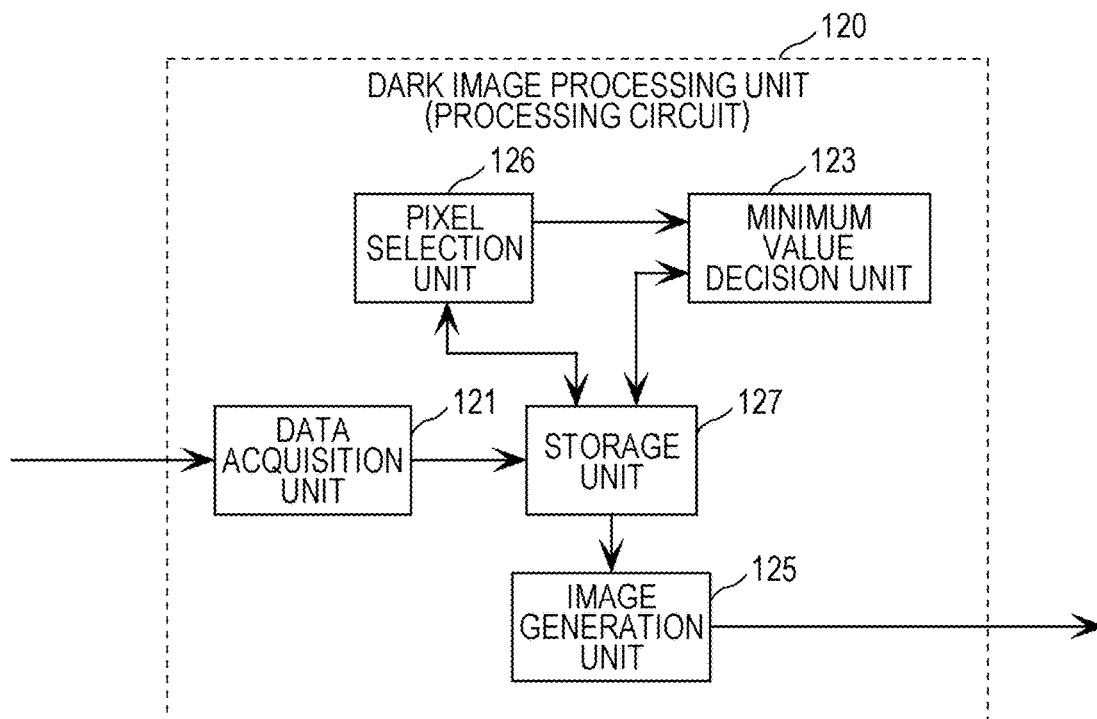 120
DARK IMAGE PROCESSING UNIT
(PROCESSING CIRCUIT)
126
PIXEL
SELECTION
UNIT
123
MINIMUM
VALUE
DECISION UNIT
121
DATA
ACQUISITION
UNIT
127
STORAGE
UNIT
125
IMAGE
GENERATION
UNIT